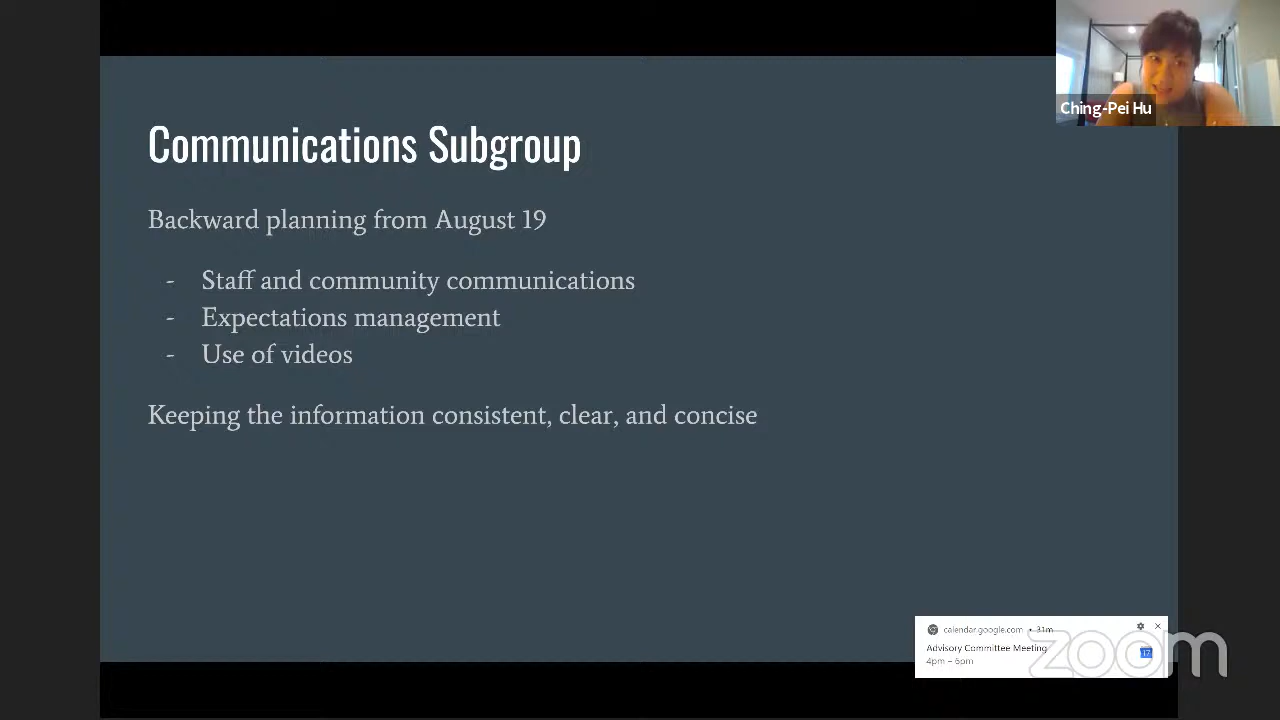 Ching-Pei Hu
Communications Subgroup
Backward planning from August 19
- Staff and community communications
- Expectations management
- Use of videos
Keeping the information consistent, clear, and concise
calendar.google.com • 31m
Advisory Committee Meeting
4pm – 6pm
17
zoom